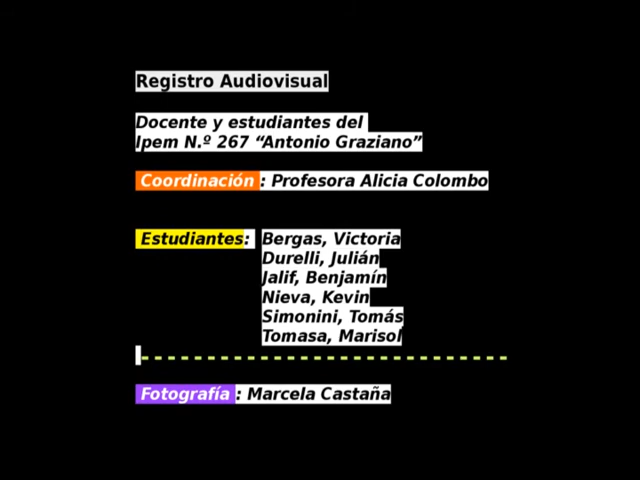 Registro Audiovisual
Docente y estudiantes del
Ipem N.º 267 “Antonio Graziano”
Coordinación : Profesora Alicia Colombo
Estudiantes: Bergas, Victoria
Durelli, Julián
Jalif, Benjamín
Nieva, Kevin
Simonini, Tomás
Tomasa, Marisol
- - - - - - - - - - - - - - - - - - - - - - - - - - - -
Fotografía : Marcela Castaña